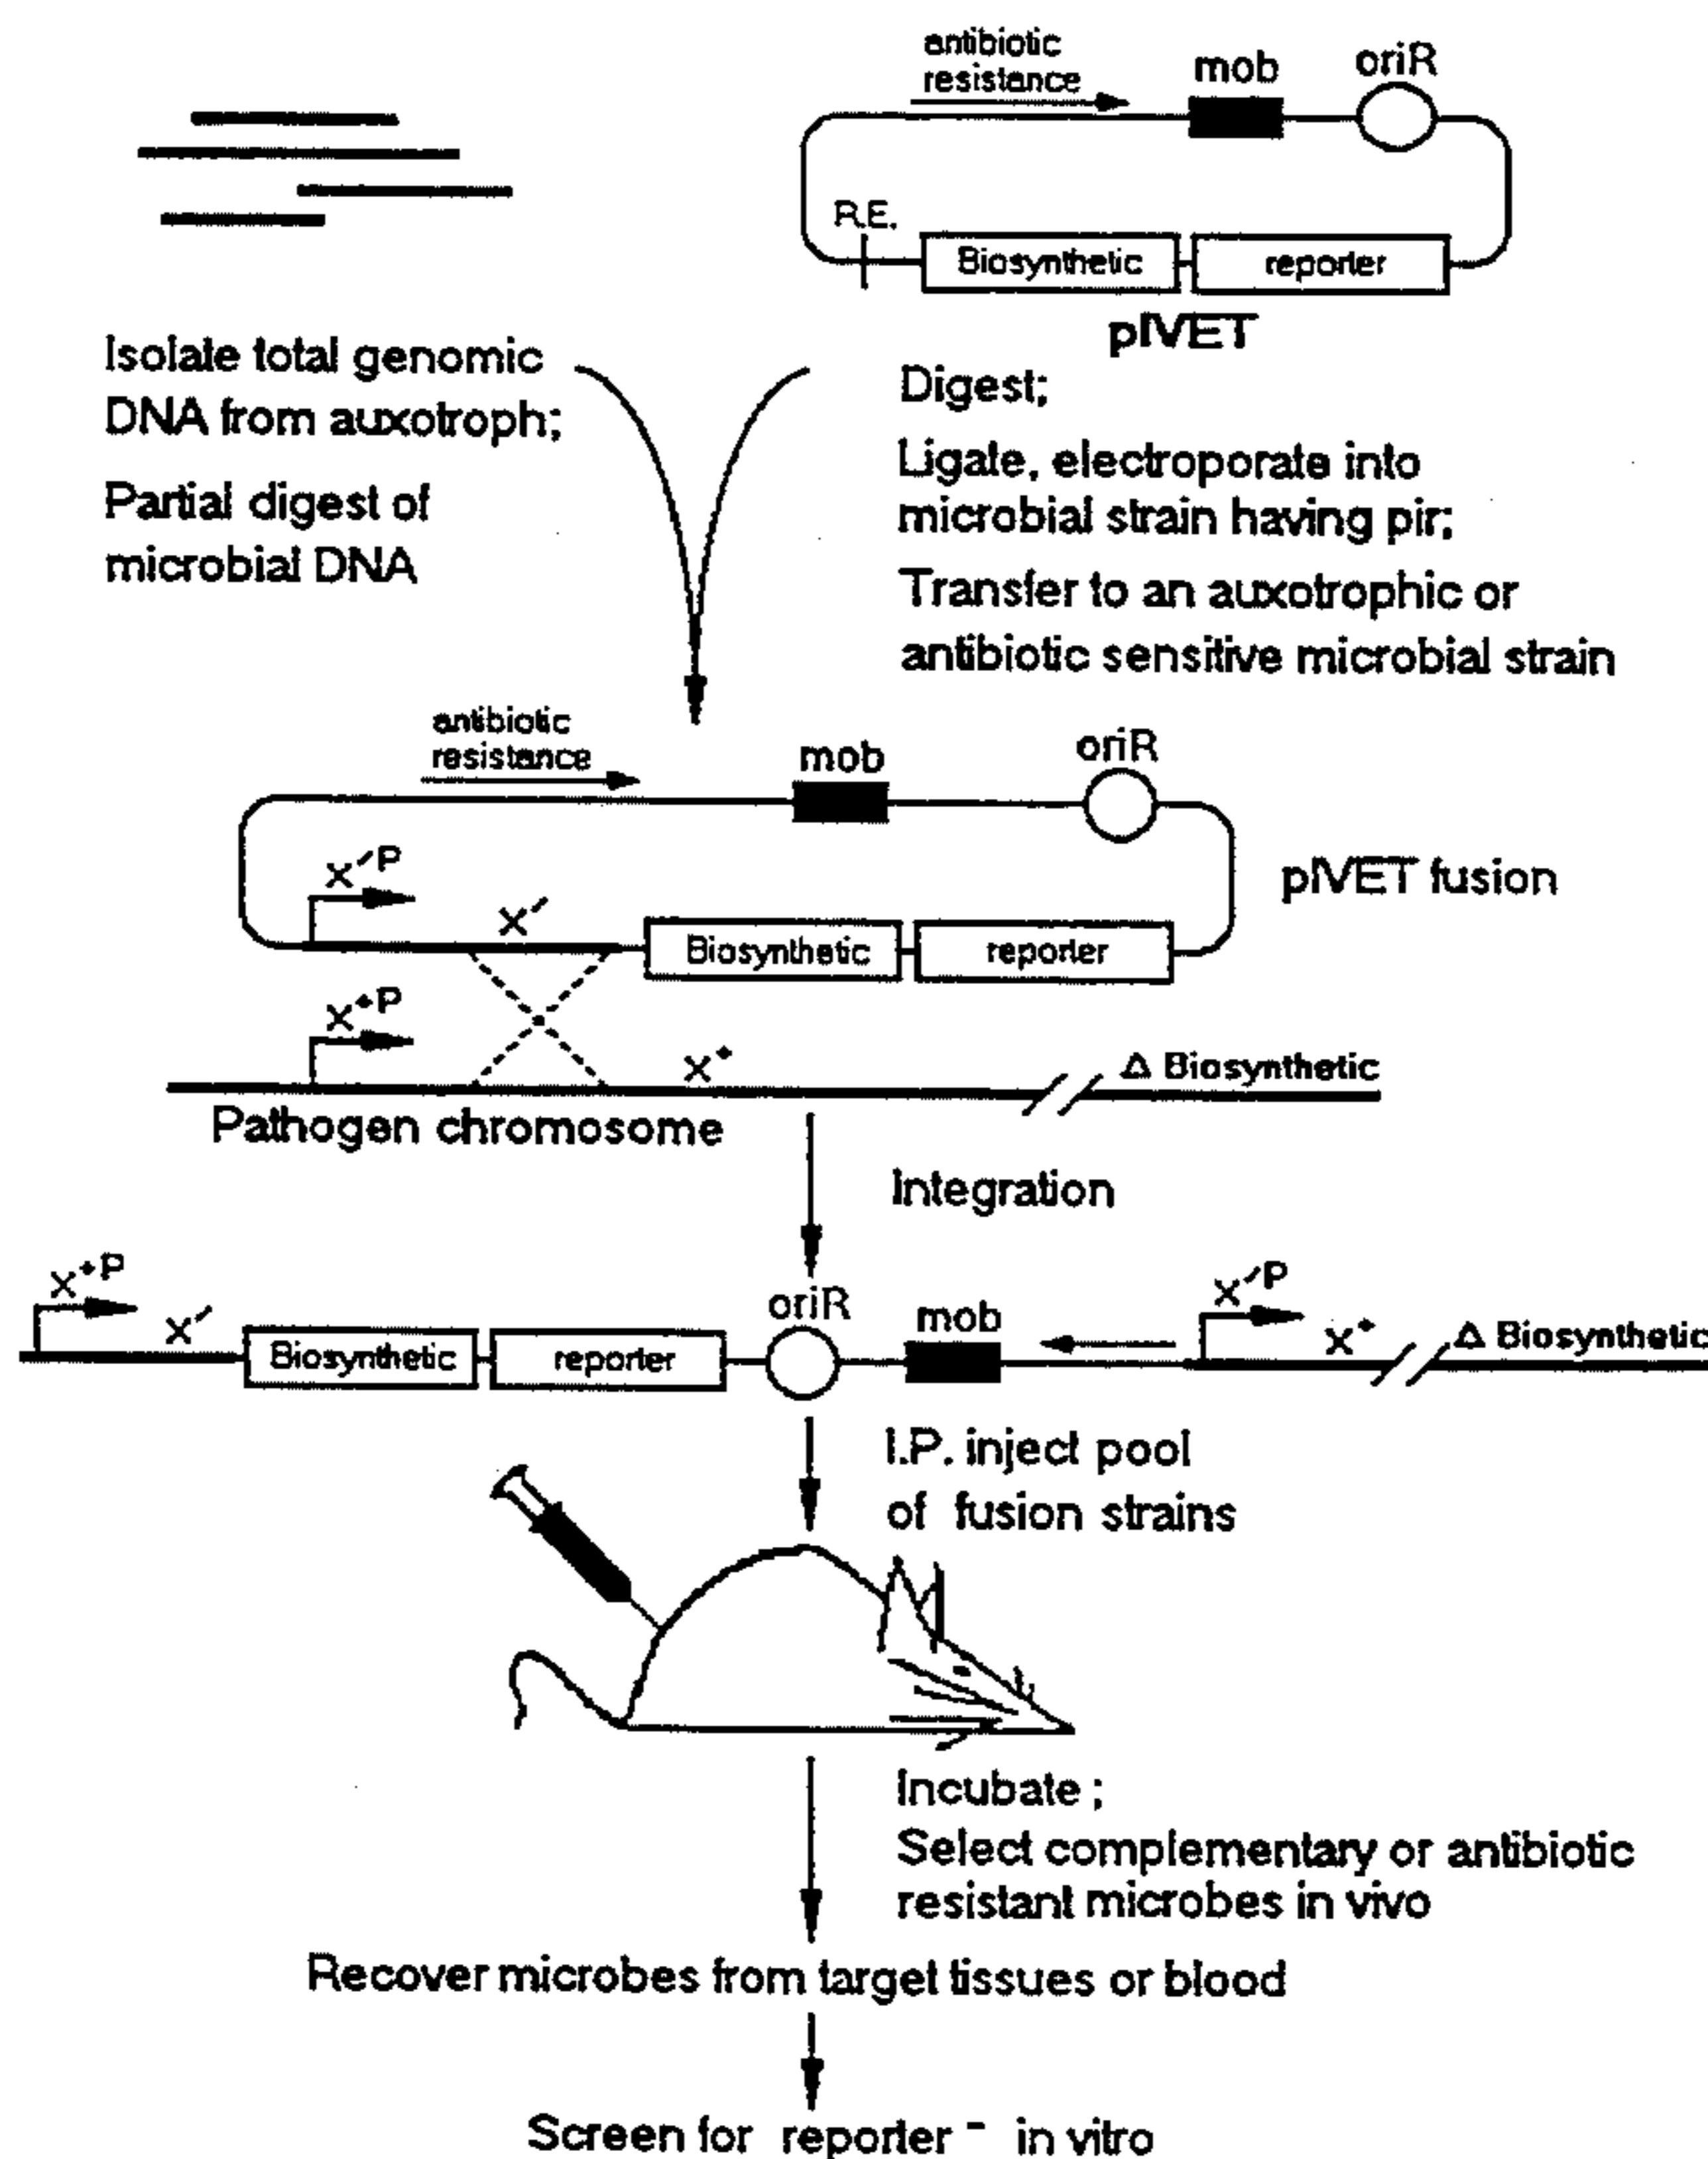 antibiotic
resistance
mob
oriR
R.E.
Biosynthetic
reporter
pIVET
Isolate total genomic
DNA from auxotroph;
Partial digest of
microbial DNA
Digest;
Ligate, electroporate into
microbial strain having pir;
Transfer to an auxotrophic or
antibiotic sensitive microbial strain
antibiotic
resistance
mob
oriR
X′P
X′
Biosynthetic
reporter
pIVET fusion
X+P
X+
Δ Biosynthetic
Pathogen chromosome
Integration
X+P
X′
Biosynthetic
reporter
oriR
mob
X′P
X+
Δ Biosynthetic
I.P. inject pool
of fusion strains
Incubate ;
Select complementary or antibiotic
resistant microbes in vivo
Recover microbes from target tissues or blood
Screen for reporter - in vitro